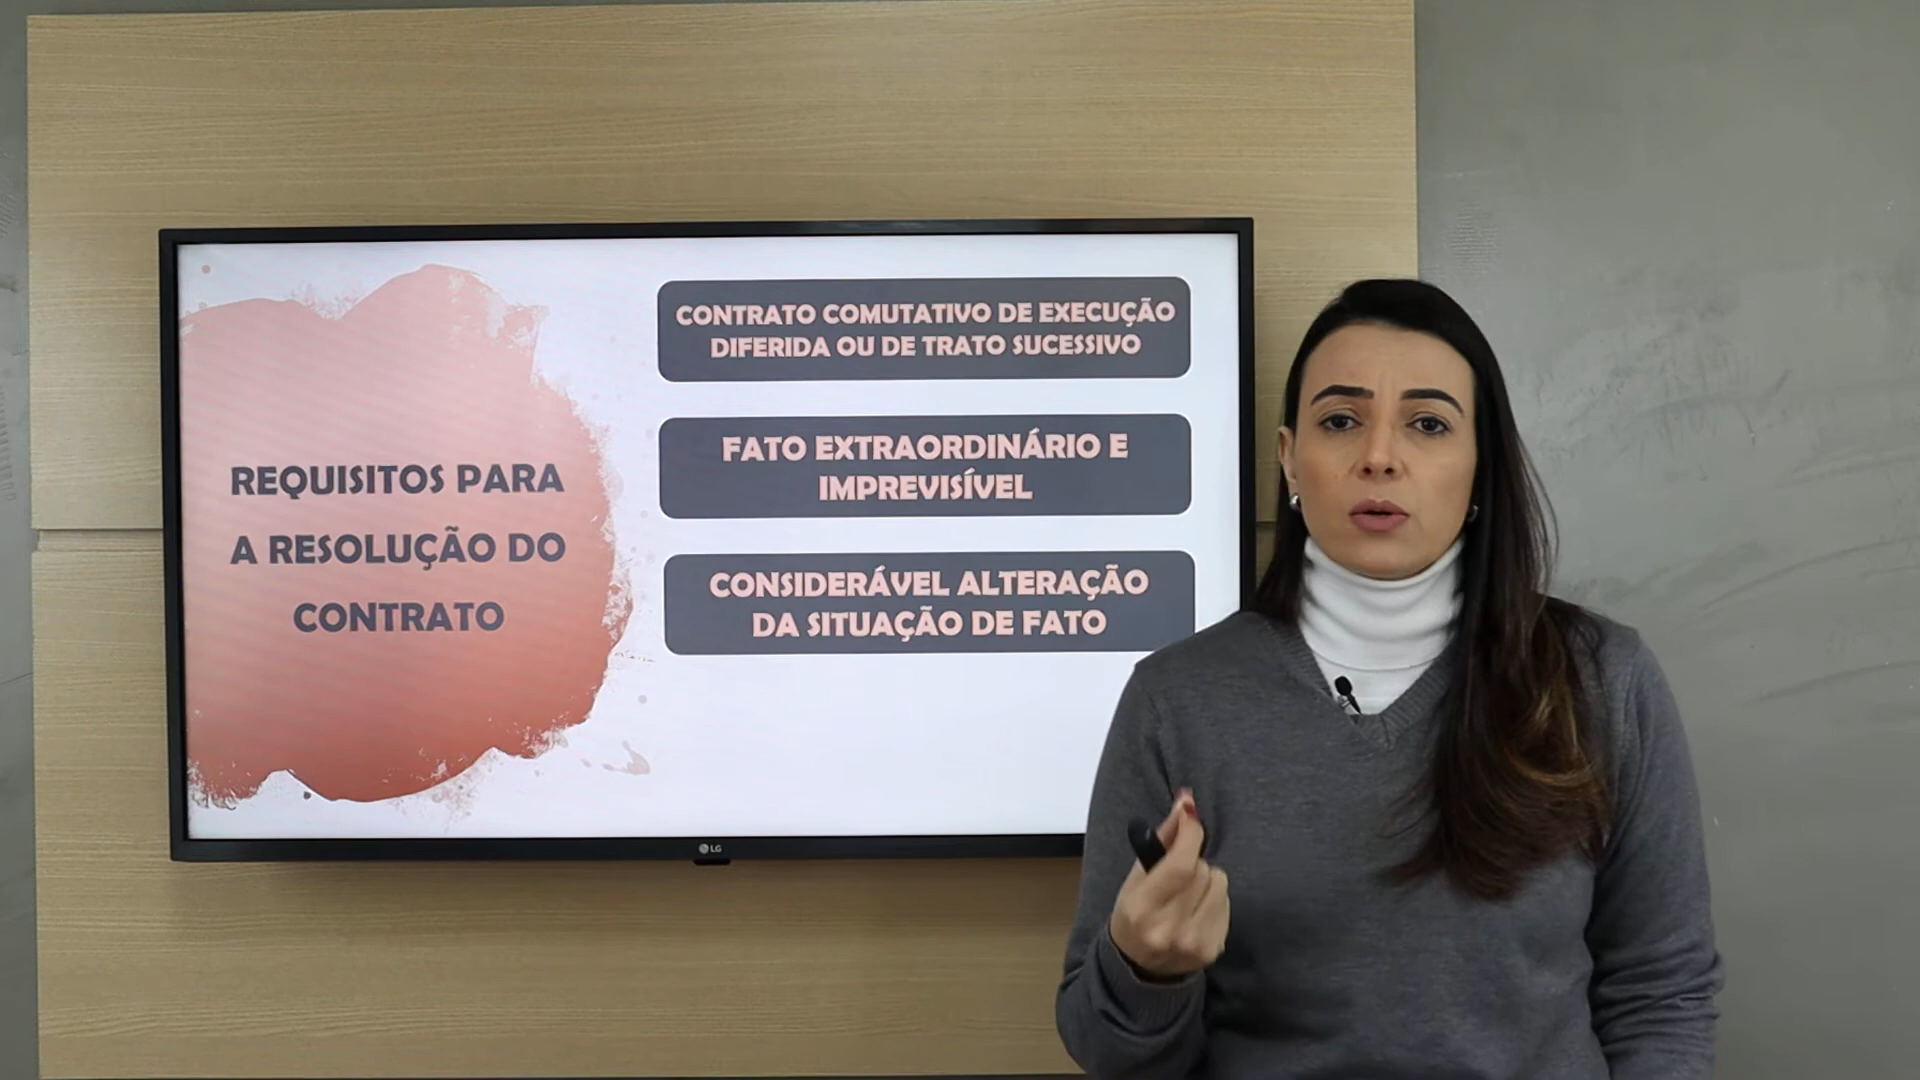 REQUISITOS PARA
A RESOLUÇÃO DO
CONTRATO
CONTRATO COMUTATIVO DE EXECUÇÃO
DIFERIDA OU DE TRATO SUCESSIVO
FATO EXTRAORDINÁRIO E
IMPREVISÍVEL
CONSIDERÁVEL ALTERAÇÃO
DA SITUAÇÃO DE FATO
LG